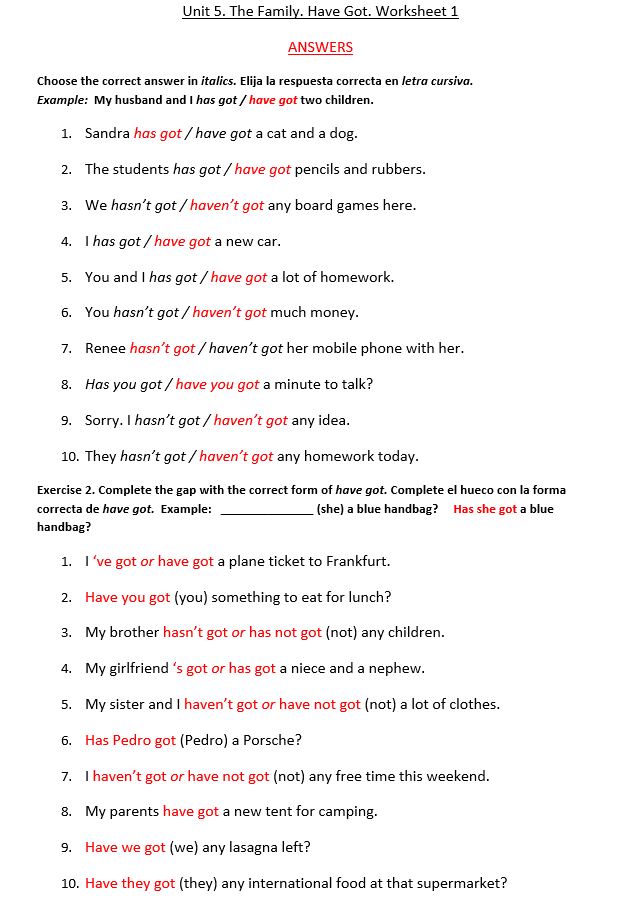 Unit 5. The Family. Have Got. Worksheet 1
ANSWERS
Choose the correct answer in italics. Elija la respuesta correcta en letra cursiva.
Example: My husband and I has got / have got two children.
1. Sandra has got / have got a cat and a dog.
2. The students has got / have got pencils and rubbers.
3. We hasn't got / haven't got any board games here.
4. I has got / have got a new car.
5. You and I has got / have got a lot of homework.
6. You hasn't got / haven't got much money.
7. Renee hasn't got / haven't got her mobile phone with her.
8. Has you got / have you got a minute to talk?
9. Sorry. I hasn't got / haven't got any idea.
10. They hasn't got / haven't got any homework today.
Exercise 2. Complete the gap with the correct form of have got. Complete el hueco con la forma
correcta de have got. Example: ______________ (she) a blue handbag? Has she got a blue
handbag?
1. I 've got or have got a plane ticket to Frankfurt.
2. Have you got (you) something to eat for lunch?
3. My brother hasn't got or has not got (not) any children.
4. My girlfriend 's got or has got a niece and a nephew.
5. My sister and I haven't got or have not got (not) a lot of clothes.
6. Has Pedro got (Pedro) a Porsche?
7. I haven't got or have not got (not) any free time this weekend.
8. My parents have got a new tent for camping.
9. Have we got (we) any lasagna left?
10. Have they got (they) any international food at that supermarket?